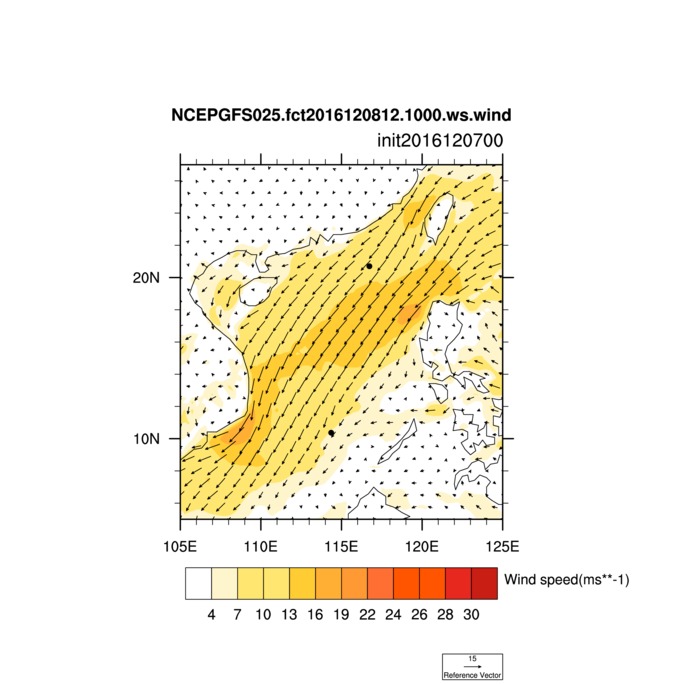 NCEPGFS025.fct2016120812.1000.ws.wind
init2016120700
20N
10N
105E 110E 115E 120E 125E
Wind speed(ms**-1)
4 7 10 13 16 19 22 24 26 28 30
15
Reference Vector